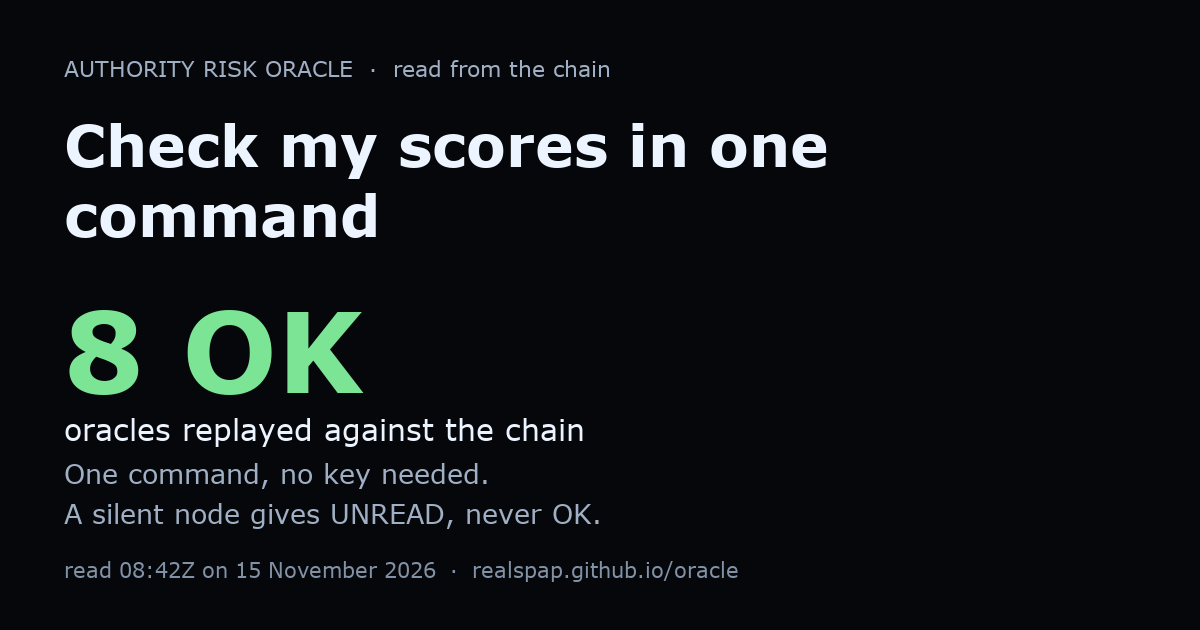 AUTHORITY RISK ORACLE · read from the chain
Check my scores in one
command
8 OK
oracles replayed against the chain
One command, no key needed.
A silent node gives UNREAD, never OK.
read 08:42Z on 15 November 2026 · realspap.github.io/oracle